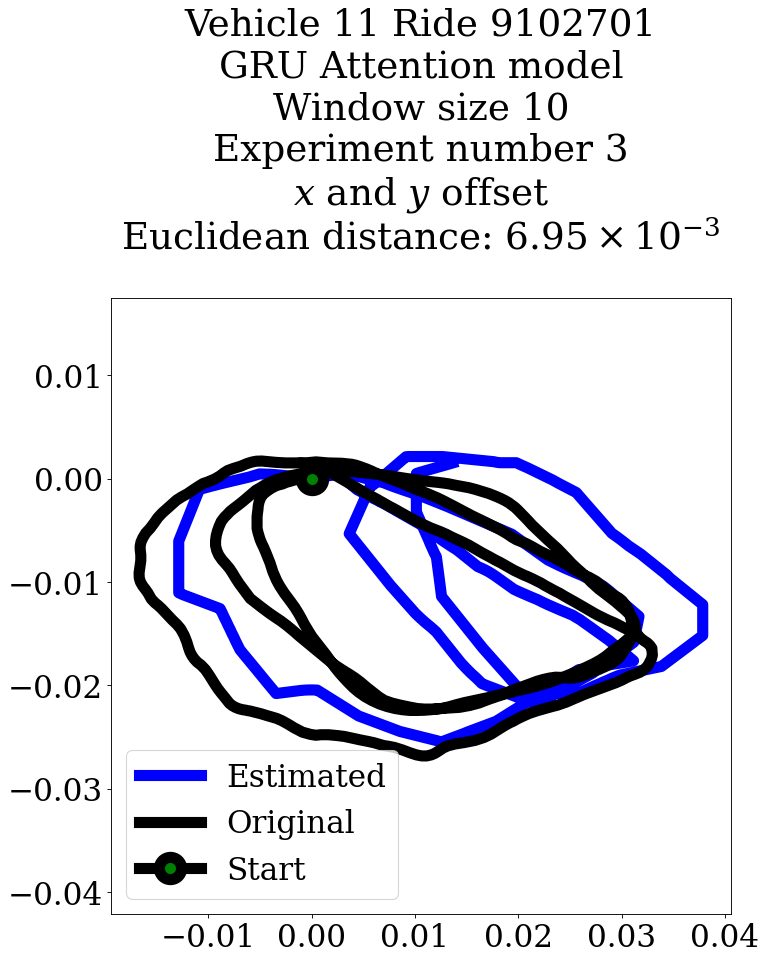 Vehicle 11 Ride 9102701
GRU Attention model
Window size 10
Experiment number 3
x and y offset
Euclidean distance: 6.95 × 10⁻³
0.01
0.00
−0.01
−0.02
−0.03
−0.04
Estimated
Original
Start
−0.01 0.00 0.01 0.02 0.03 0.04